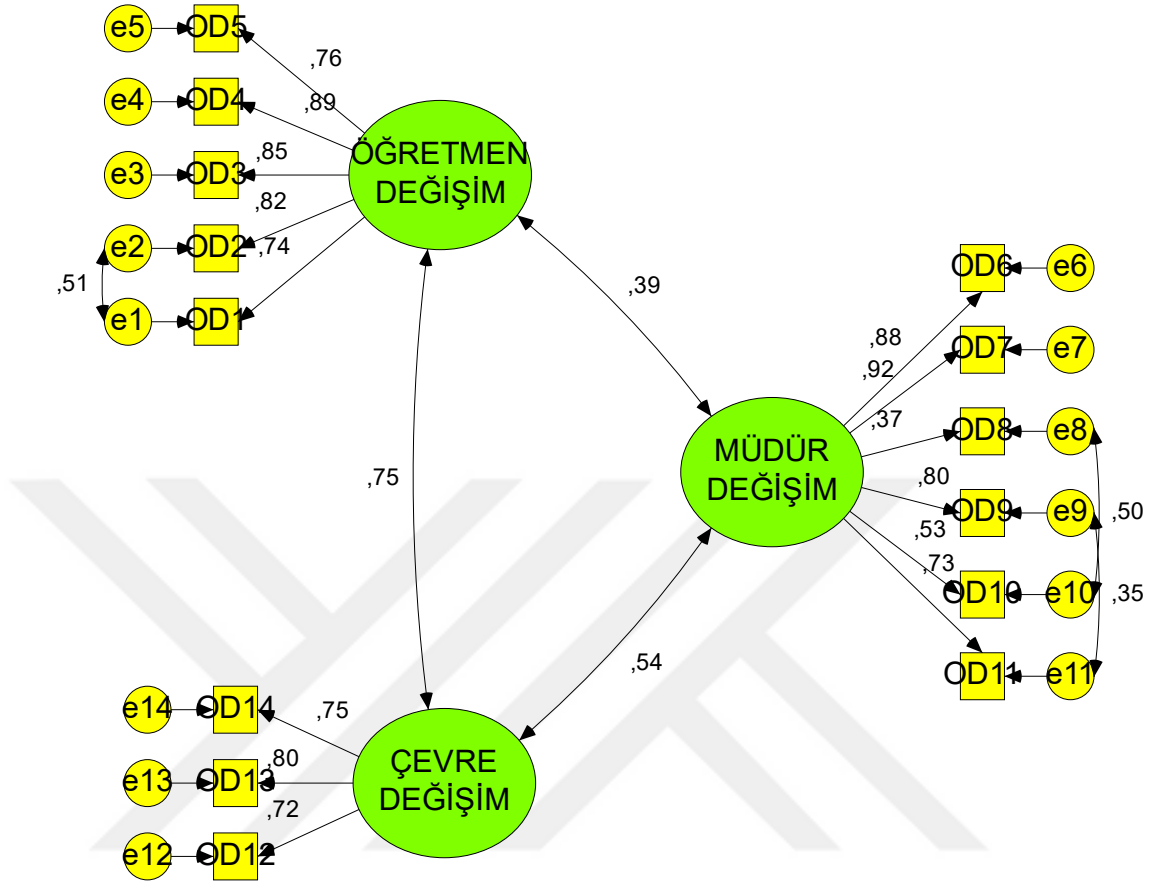 e5
OD5
,76
e4
OD4
,89
e3
OD3
,85
ÖĞRETMEN
DEĞİŞİM
,82
e2
OD2
,74
,51
e1
OD1
,39
OD6
e6
,88
OD7
e7
,92
,37
OD8
e8
MÜDÜR
DEĞİŞİM
,80
OD9
e9
,50
,53
,73
OD10
e10
,35
OD11
e11
,75
,54
e14
OD14
,75
e13
OD13
,80
ÇEVRE
DEĞİŞİM
,72
e12
OD12